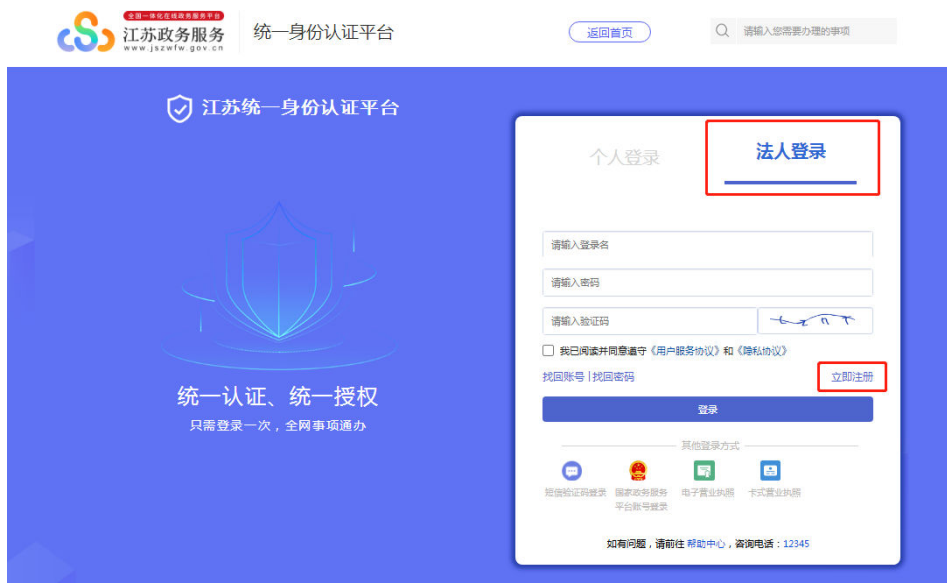 全国一体化在线政务服务平台
江苏政务服务
www.jszwfw.gov.cn
统一身份认证平台
返回首页
请输入您需要办理的事项
江苏统一身份认证平台
统一认证、统一授权
只需登录一次，全网事项通办
个人登录
法人登录
请输入登录名
请输入密码
请输入验证码
我已阅读并同意遵守《用户服务协议》和《隐私协议》
找回账号 | 找回密码
立即注册
登录
其他登录方式
短信验证码登录
国家政务服务
平台账号登录
电子营业执照
卡式营业执照
如有问题，请前往 帮助中心，咨询电话：12345